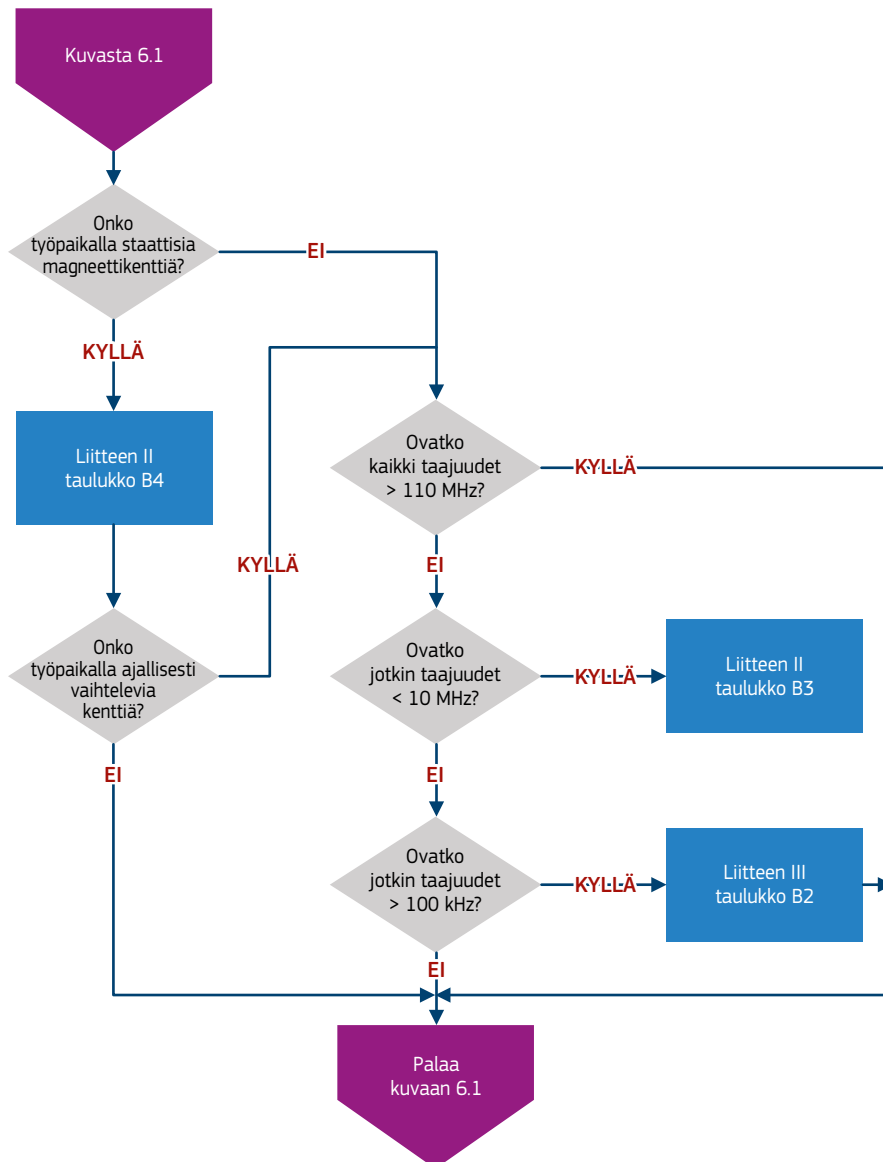 Kuvasta 6.1
Onko
työpaikalla staattisia
magneettikenttiä?
EI
KYLLÄ
Liitteen II
taulukko B4
Ovatko
kaikki taajuudet
> 110 MHz?
KYLLÄ
KYLLÄ
EI
Onko
työpaikalla ajallisesti
vaihtelevia
kenttiä?
Ovatko
jotkin taajuudet
< 10 MHz?
KYLLÄ
Liitteen II
taulukko B3
EI
EI
Ovatko
jotkin taajuudet
> 100 kHz?
KYLLÄ
Liitteen III
taulukko B2
EI
Palaa
kuvaan 6.1